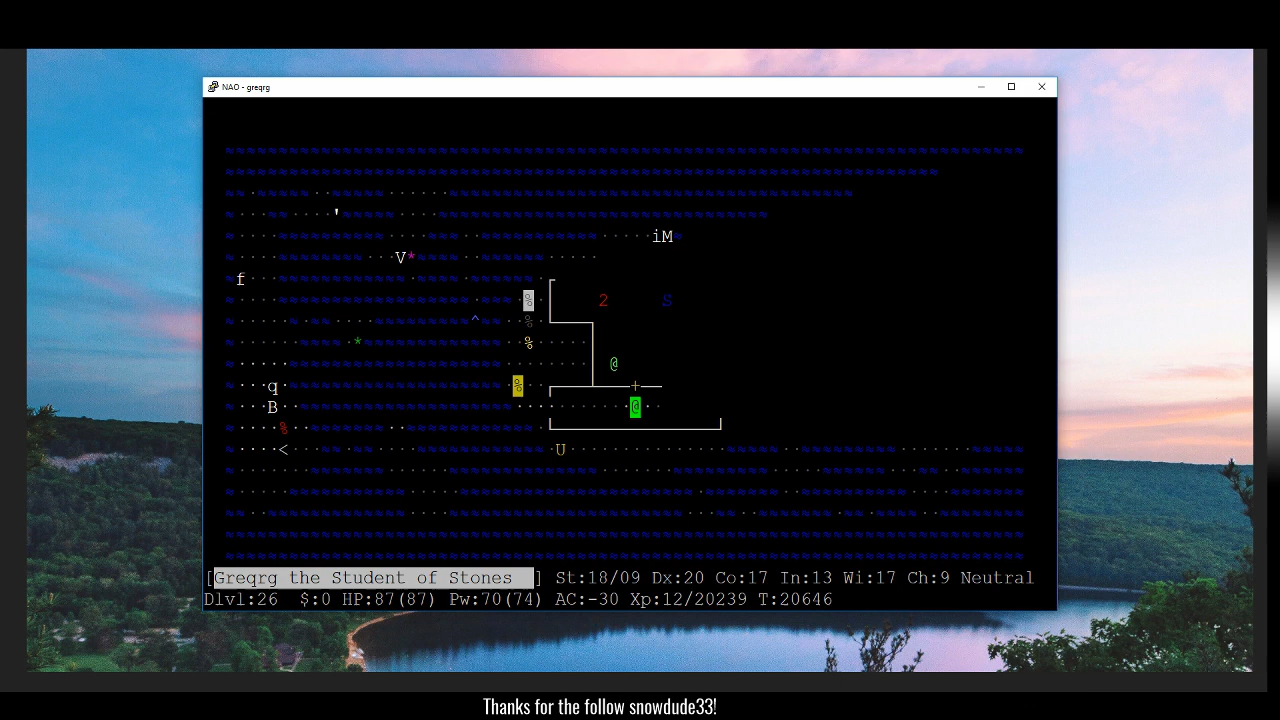 NAO - greqrg
iM
V*
f
2 S
^
*
%
@
q
+
B
@
%
<
U
[Greqrg the Student of Stones ] St:18/09 Dx:20 Co:17 In:13 Wi:17 Ch:9 Neutral
Dlvl:26 $:0 HP:87(87) Pw:70(74) AC:-30 Xp:12/20239 T:20646
Thanks for the follow snowdude33!